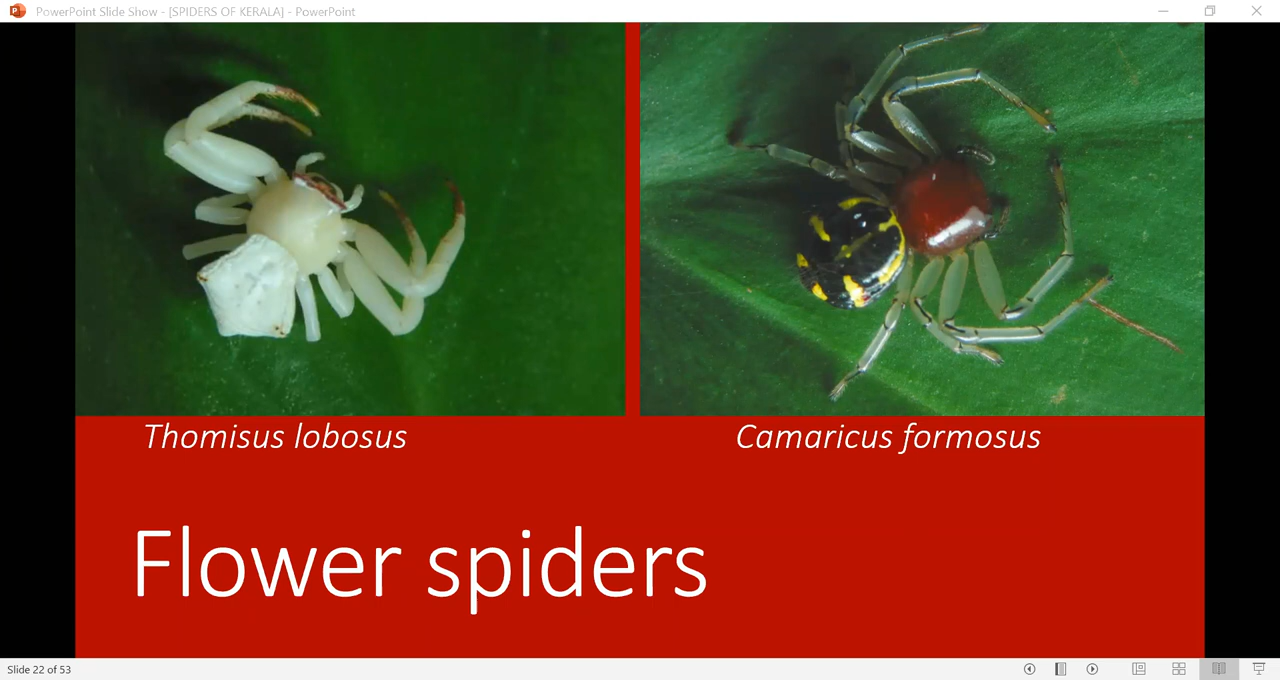 PowerPoint Slide Show - [SPIDERS OF KERALA] - PowerPoint
Thomisus lobosus
Camaricus formosus
Flower spiders
Slide 22 of 53